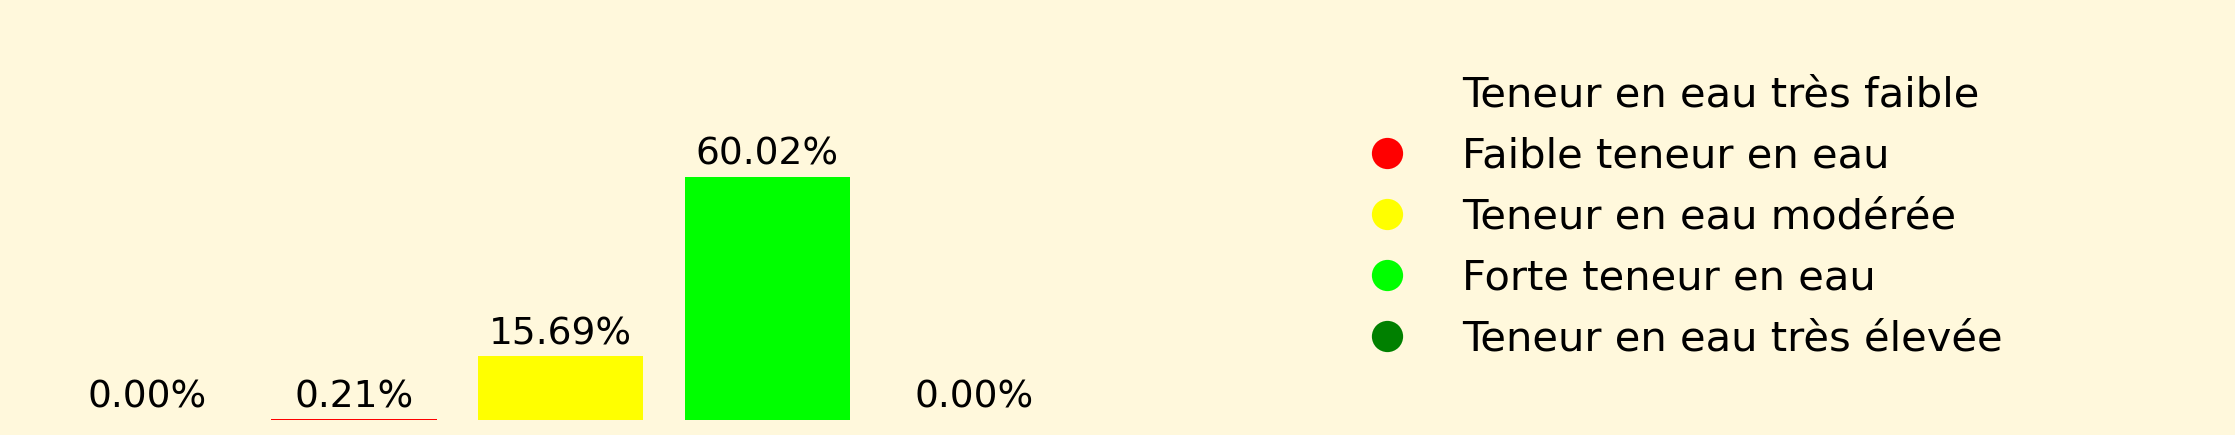 0.00%
0.21%
15.69%
60.02%
0.00%
Teneur en eau très faible
Faible teneur en eau
Teneur en eau modérée
Forte teneur en eau
Teneur en eau très élevée